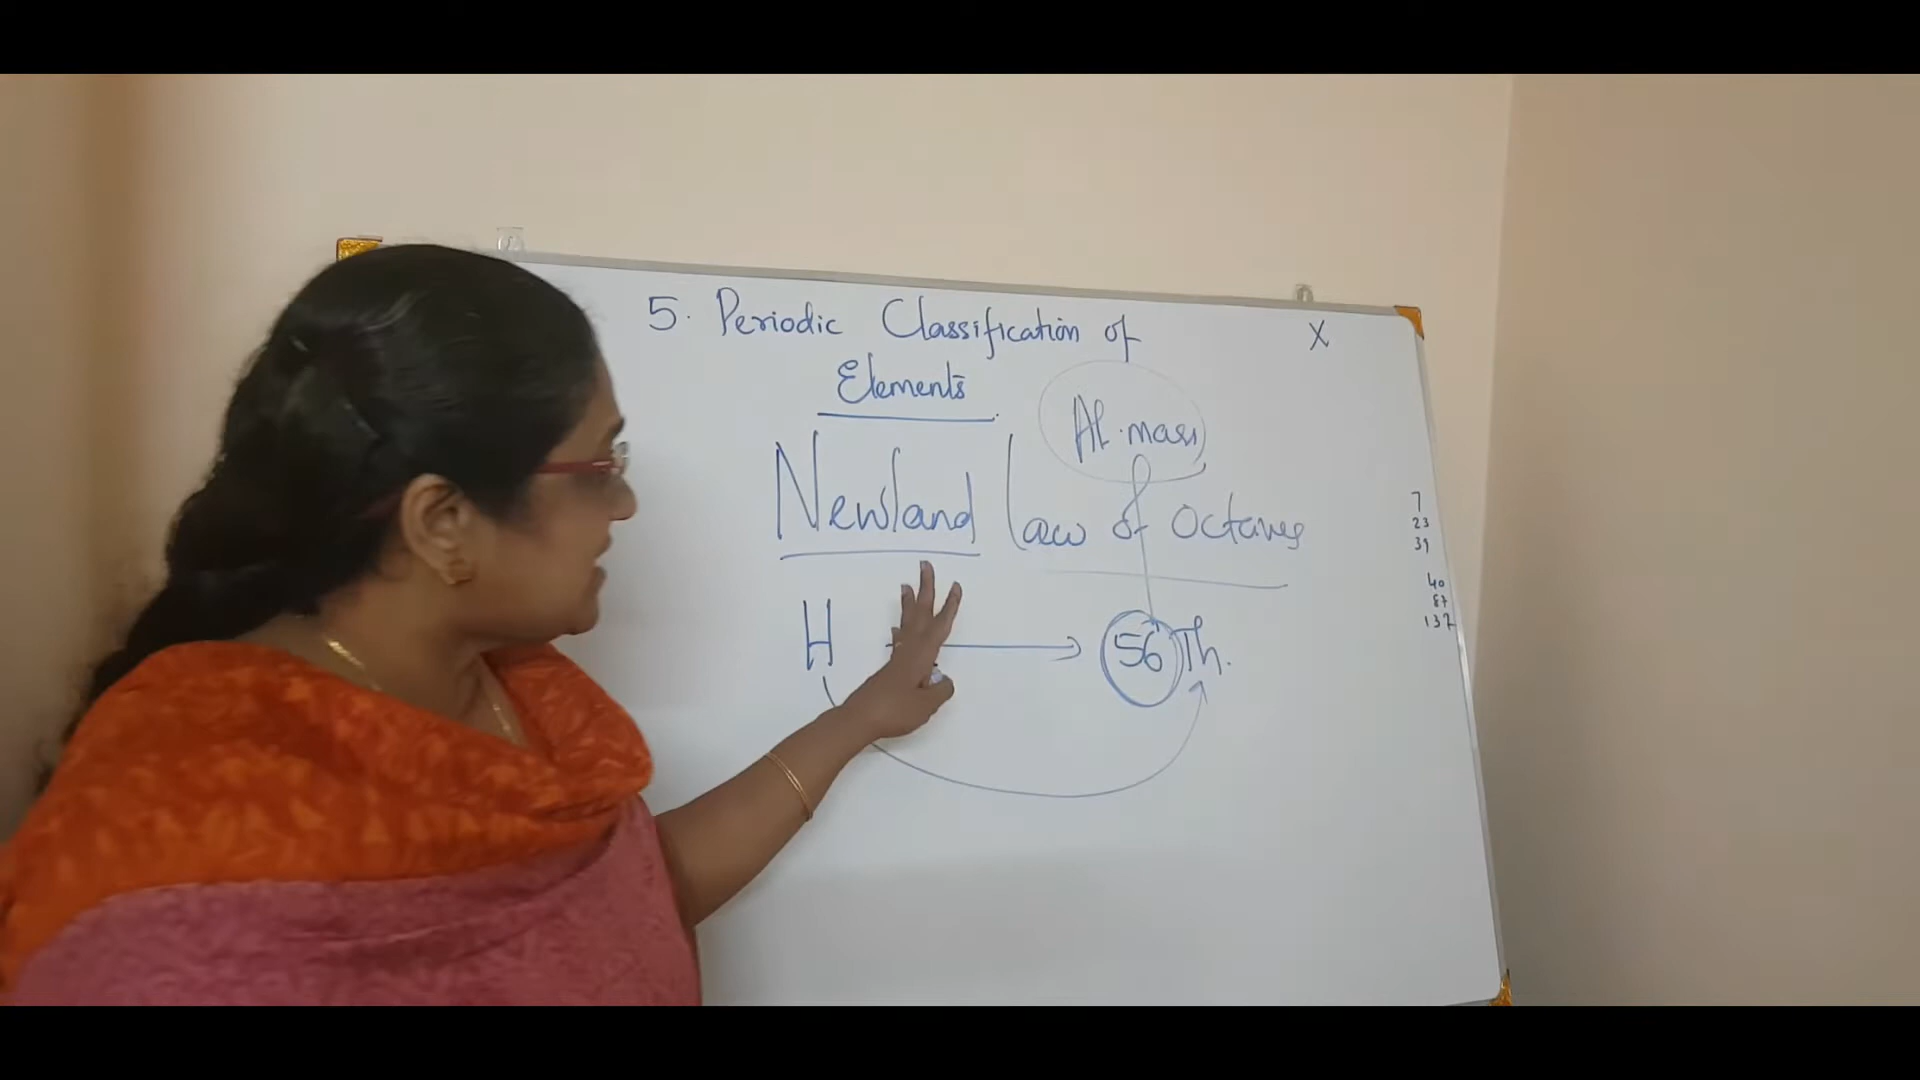 5. Periodic Classification of
Elements
X
At. mass
Newland law of Octaves
7
23
39
40
87
137
H
56 Th.